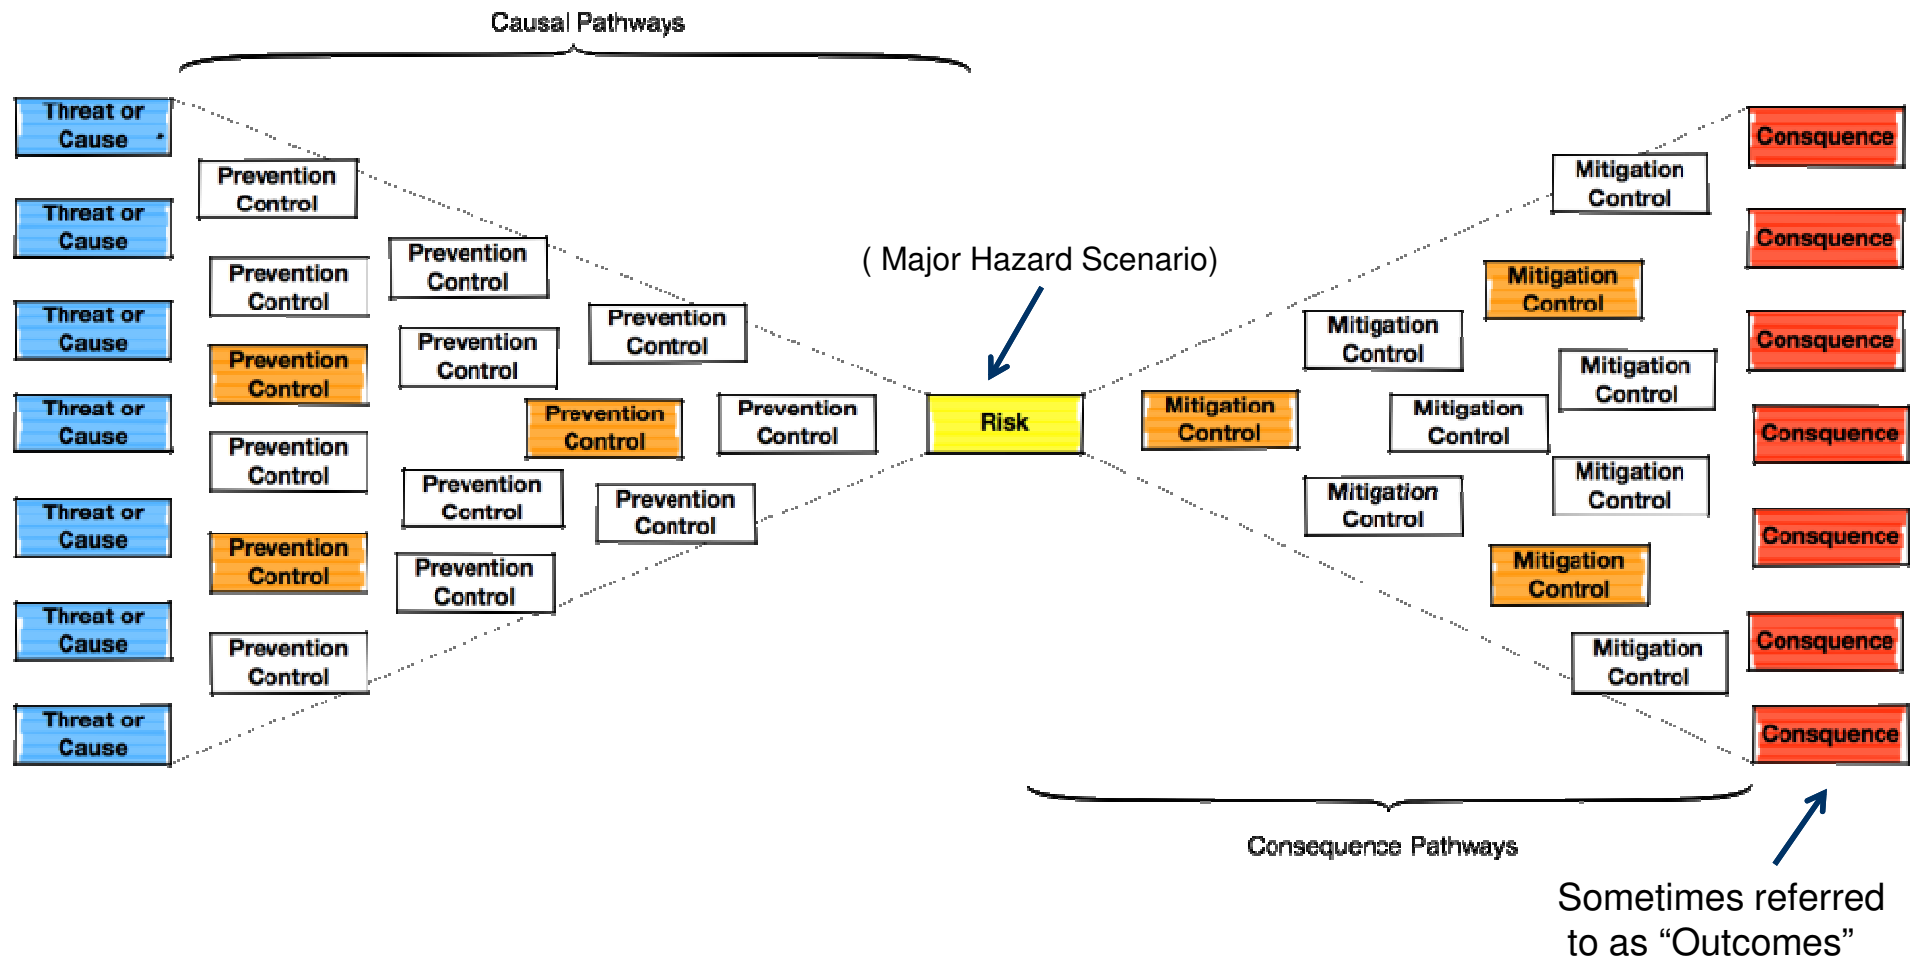 Causal Pathways
Threat or
Cause
Threat or
Cause
Threat or
Cause
Threat or
Cause
Threat or
Cause
Threat or
Cause
Threat or
Cause
Prevention
Control
Prevention
Control
Prevention
Control
Prevention
Control
Prevention
Control
Prevention
Control
Prevention
Control
Prevention
Control
Prevention
Control
Prevention
Control
Prevention
Control
Prevention
Control
Prevention
Control
Prevention
Control
( Major Hazard Scenario)
Risk
Mitigation
Control
Mitigation
Control
Mitigation
Control
Mitigation
Control
Mitigation
Control
Mitigation
Control
Mitigation
Control
Mitigation
Control
Mitigation
Control
Mitigation
Control
Consquence
Consquence
Consquence
Consquence
Consquence
Consquence
Consquence
Consequence Pathways
Sometimes referred
to as “Outcomes”